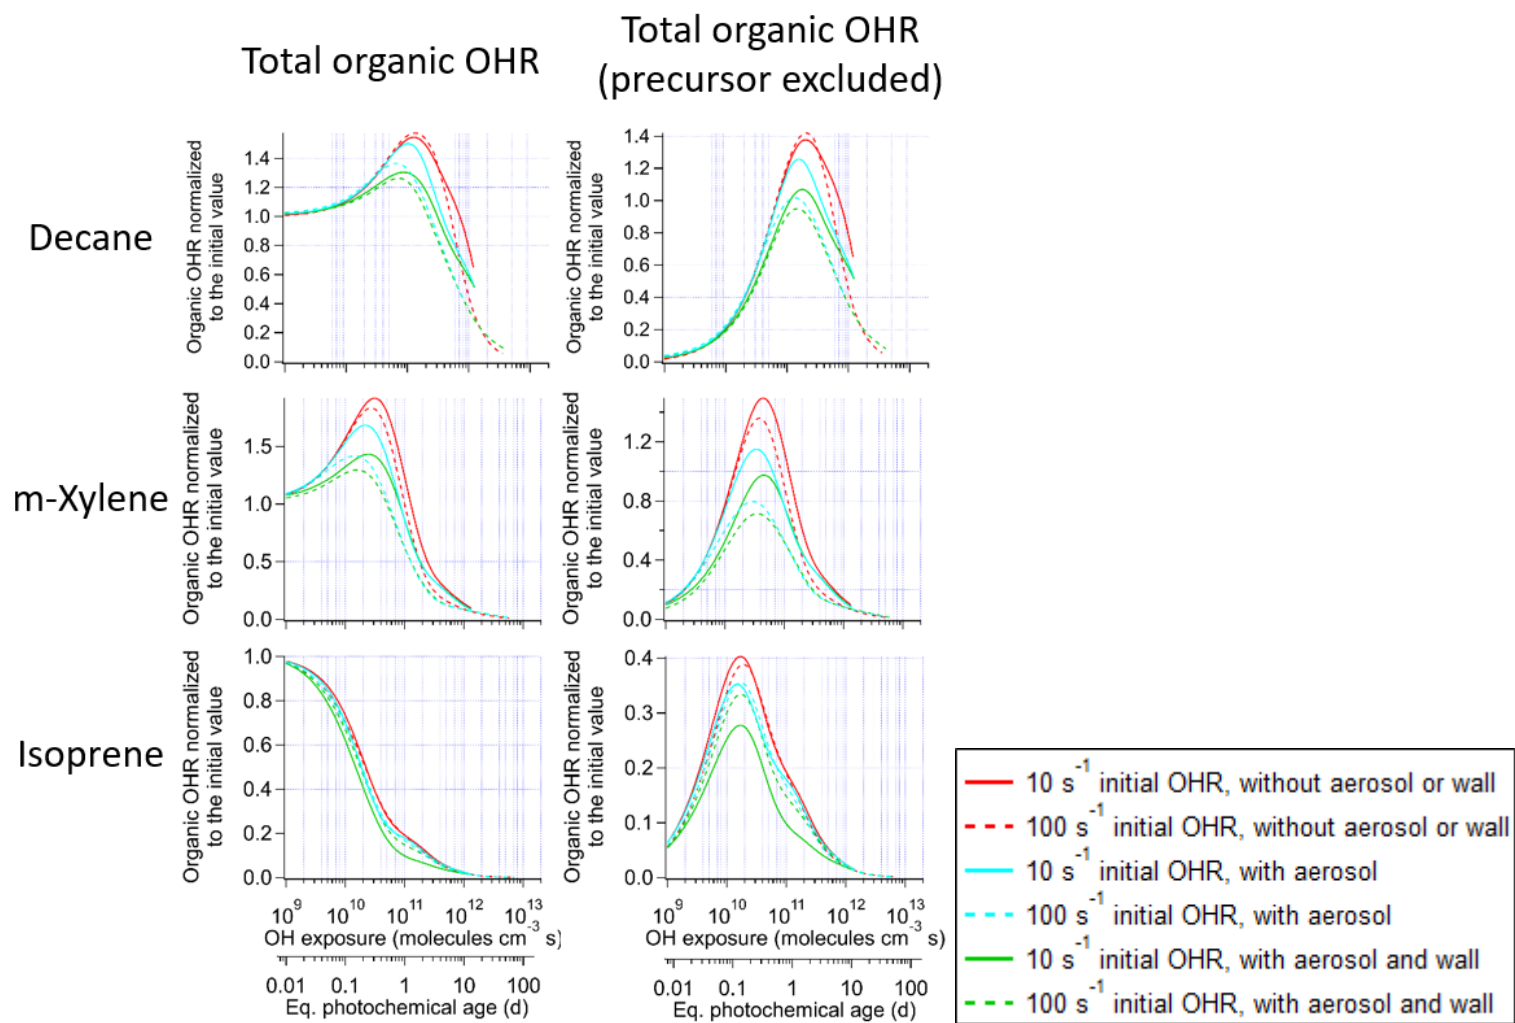 Total organic OHR
Total organic OHR
(precursor excluded)
Decane
Organic OHR normalized
to the initial value
1.4
1.2
1.0
0.8
0.6
0.4
0.2
0.0
Organic OHR normalized
to the initial value
1.4
1.2
1.0
0.8
0.6
0.4
0.2
0.0
m-Xylene
Organic OHR normalized
to the initial value
1.5
1.0
0.5
0.0
Organic OHR normalized
to the initial value
1.2
0.8
0.4
0.0
Isoprene
Organic OHR normalized
to the initial value
1.0
0.8
0.6
0.4
0.2
0.0
Organic OHR normalized
to the initial value
0.4
0.3
0.2
0.1
0.0
10^9 10^10 10^11 10^12 10^13
OH exposure (molecules cm^-3 s)
0.01 0.1 1 10 100
Eq. photochemical age (d)
10^9 10^10 10^11 10^12 10^13
OH exposure (molecules cm^-3 s)
0.01 0.1 1 10 100
Eq. photochemical age (d)
10 s^-1 initial OHR, without aerosol or wall
100 s^-1 initial OHR, without aerosol or wall
10 s^-1 initial OHR, with aerosol
100 s^-1 initial OHR, with aerosol
10 s^-1 initial OHR, with aerosol and wall
100 s^-1 initial OHR, with aerosol and wall